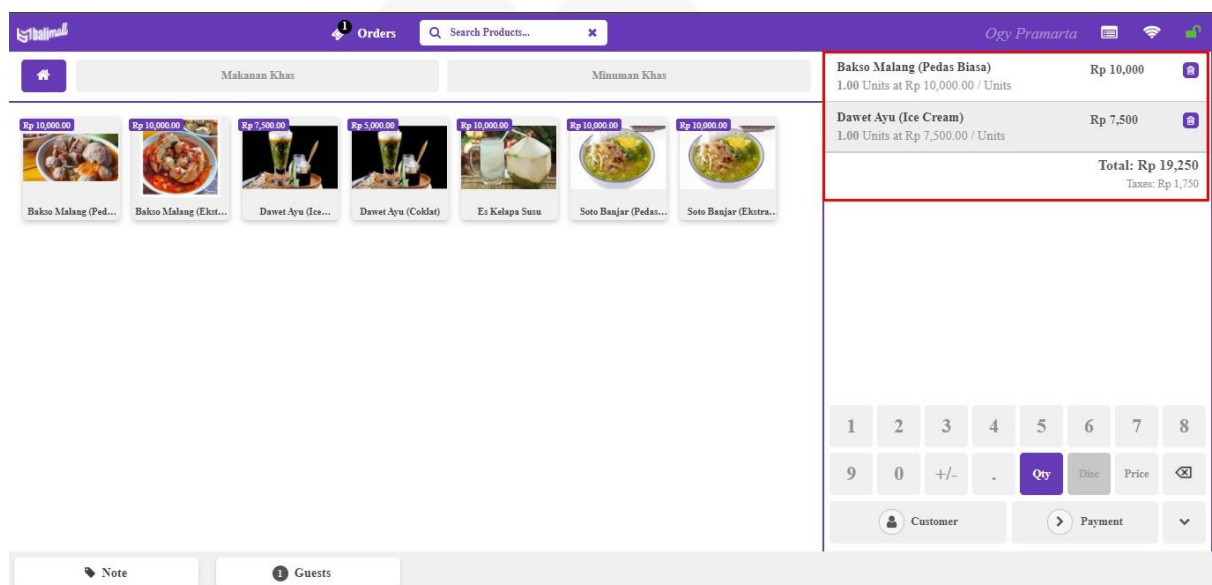 balimall
1
Orders
Search Products...
Ogy Pramarta
Makanan Khas
Minuman Khas
Rp 10,000.00
Bakso Malang (Ped...
Rp 10,000.00
Bakso Malang (Ekst...
Rp 7,500.00
Dawet Ayu (Ice...
Rp 5,000.00
Dawet Ayu (Coklat)
Rp 10,000.00
Es Kelapa Susu
Rp 10,000.00
Soto Banjar (Pedas...
Rp 10,000.00
Soto Banjar (Ekstra...
Bakso Malang (Pedas Biasa) Rp 10,000
1.00 Units at Rp 10,000.00 / Units
Dawet Ayu (Ice Cream) Rp 7,500
1.00 Units at Rp 7,500.00 / Units
Total: Rp 19,250
Taxes: Rp 1,750
1 2 3 4 5 6 7 8
9 0 +/- . Qty Disc Price
Customer Payment
Note 1 Guests